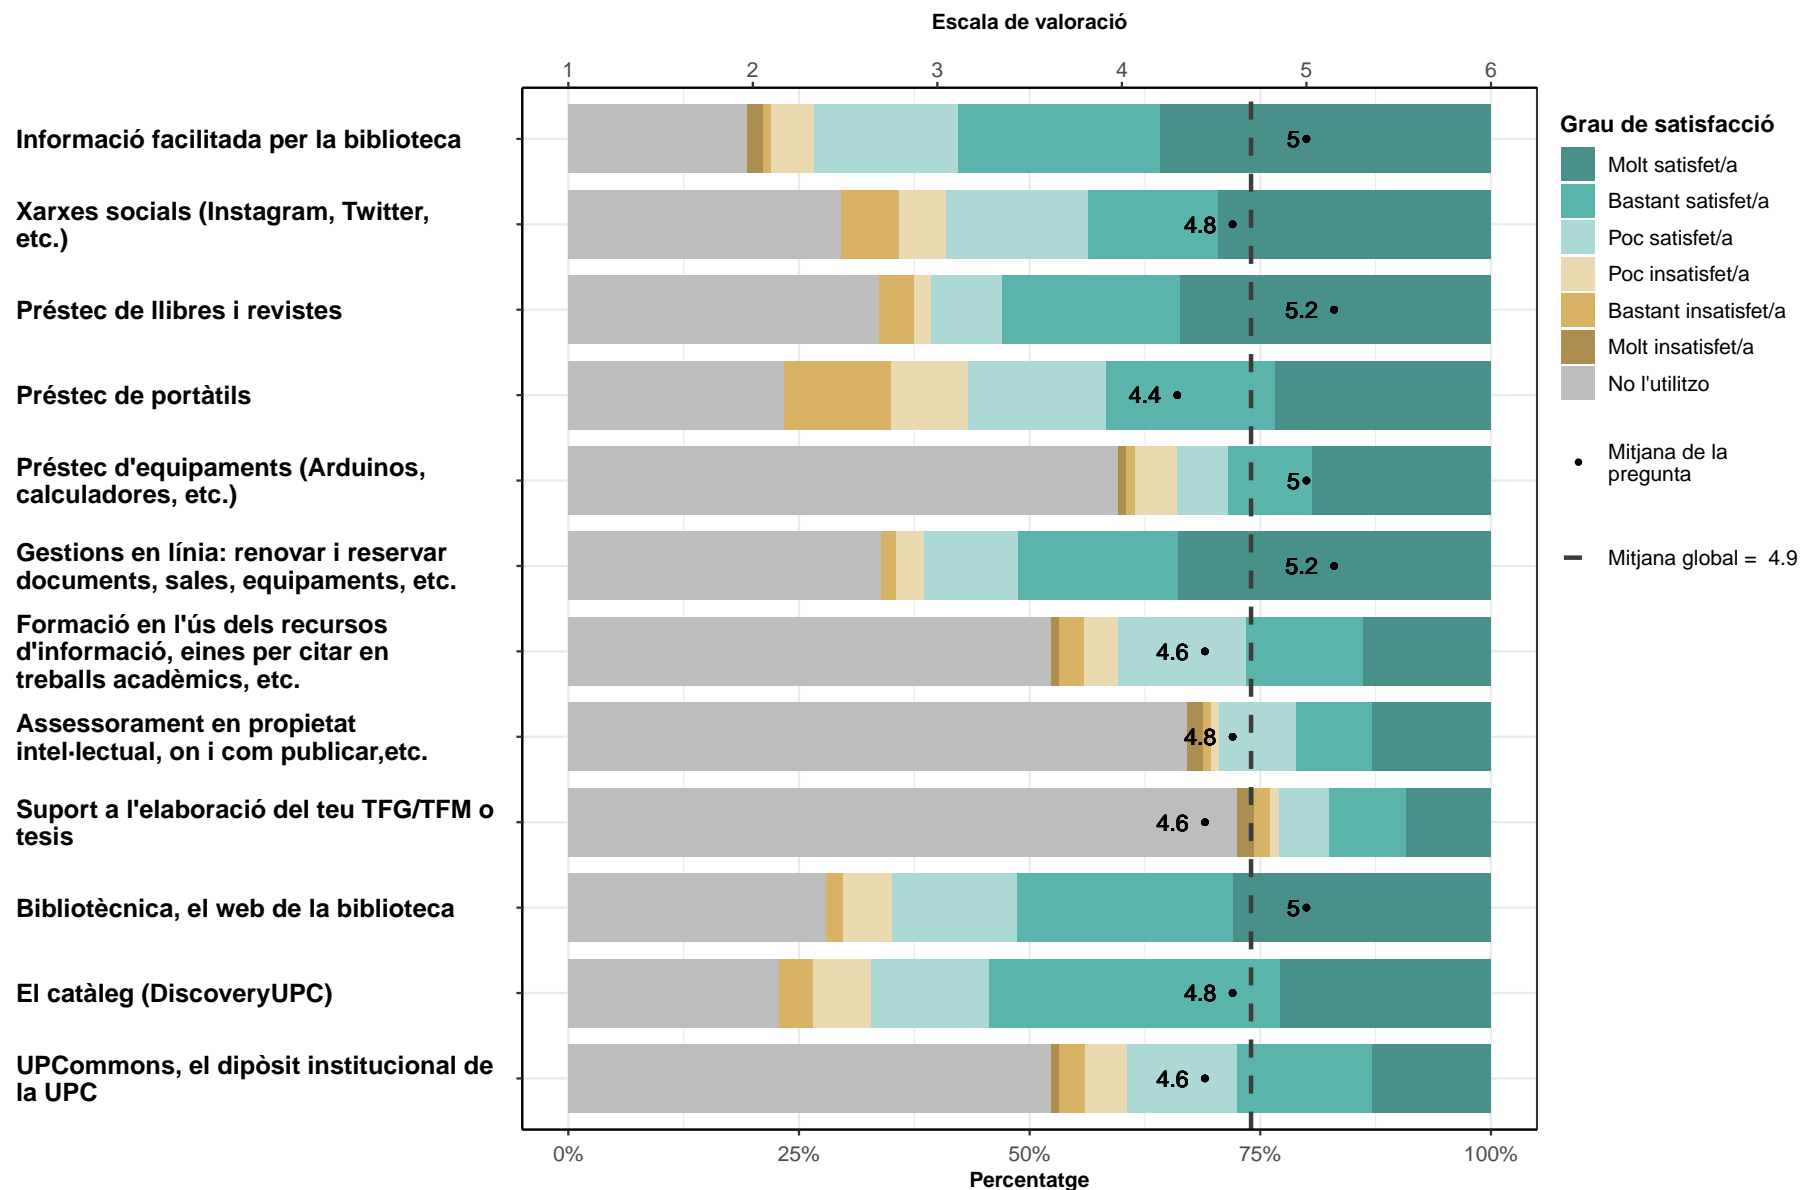 Escala de valoració
1 2 3 4 5 6
Informació facilitada per la biblioteca
5
Xarxes socials (Instagram, Twitter,
etc.)
4.8
Préstec de llibres i revistes
5.2
Préstec de portàtils
4.4
Préstec d'equipaments (Arduinos,
calculadores, etc.)
5
Gestions en línia: renovar i reservar
documents, sales, equipaments, etc.
5.2
Formació en l'ús dels recursos
d'informació, eines per citar en
treballs acadèmics, etc.
4.6
Assessorament en propietat
intel·lectual, on i com publicar,etc.
4.8
Suport a l'elaboració del teu TFG/TFM o
tesis
4.6
Bibliotècnica, el web de la biblioteca
5
El catàleg (DiscoveryUPC)
4.8
UPCommons, el dipòsit institucional de
la UPC
4.6
0% 25% 50% 75% 100%
Percentatge
Grau de satisfacció
Molt satisfet/a
Bastant satisfet/a
Poc satisfet/a
Poc insatisfet/a
Bastant insatisfet/a
Molt insatisfet/a
No l'utilitzo
Mitjana de la
pregunta
Mitjana global = 4.9